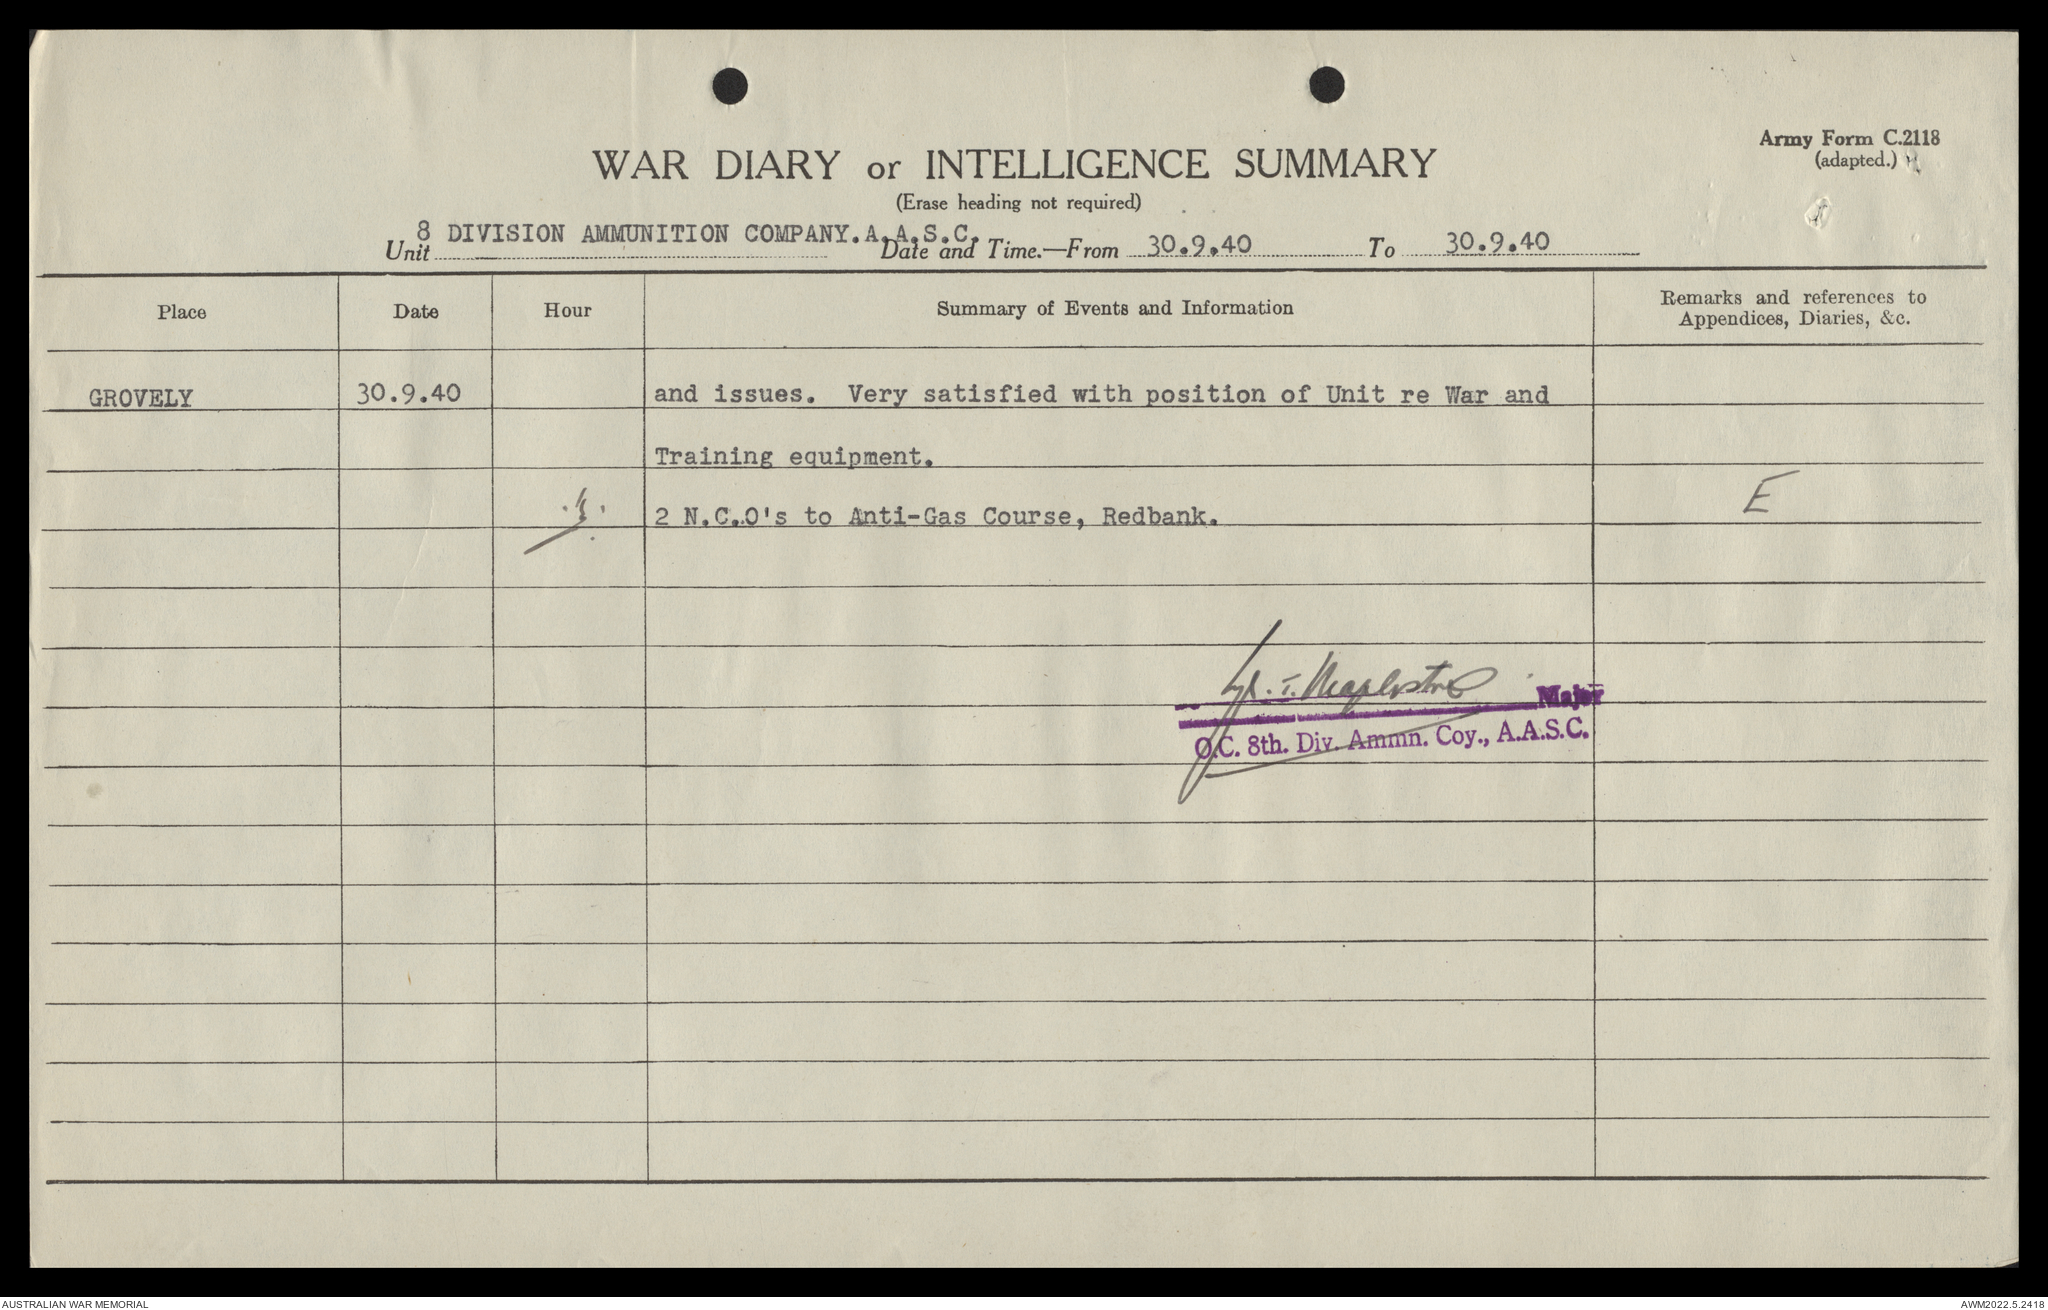 Army Form C.2118
(adapted.)
WAR DIARY or INTELLIGENCE SUMMARY
(Erase heading not required)
Unit 8 DIVISION AMMUNITION COMPANY.A.A.S.C. Date and Time.—From 30.9.40 To 30.9.40
Place Date Hour Summary of Events and Information Remarks and references to
Appendices, Diaries, &c.
GROVELY 30.9.40 and issues. Very satisfied with position of Unit re War and
Training equipment.
2 N.C.O's to Anti-Gas Course, Redbank. E
Major
O.C. 8th. Div. Ammn. Coy., A.A.S.C.
AUSTRALIAN WAR MEMORIAL AWM2022.5.2418